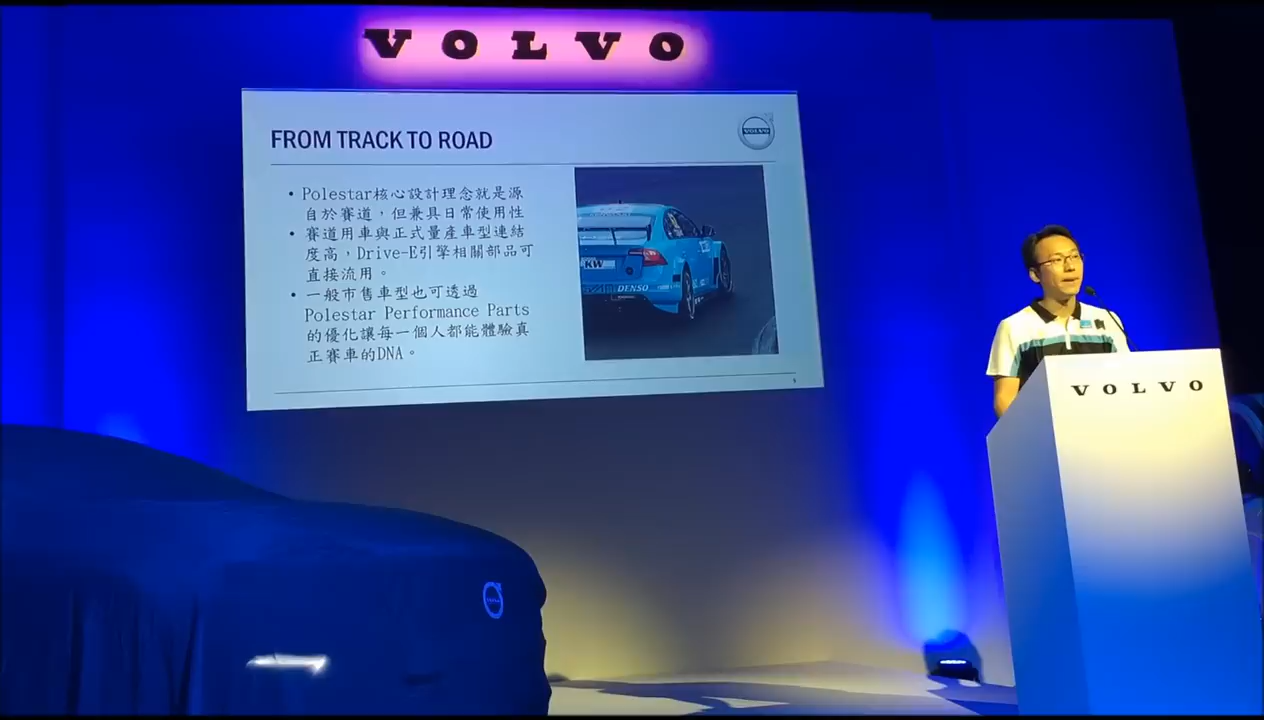 VOLVO
FROM TRACK TO ROAD
VOLVO
• Polestar核心設計理念就是源
自於賽道，但兼具日常使用性
• 賽道用車與正式量產車型連結
度高，Drive-E引擎相關部品可
直接流用。
• 一般市售車型也可透過
Polestar Performance Parts
的優化讓每一個人都能體驗真
正賽車的DNA。
KW
DENSO
VOLVO